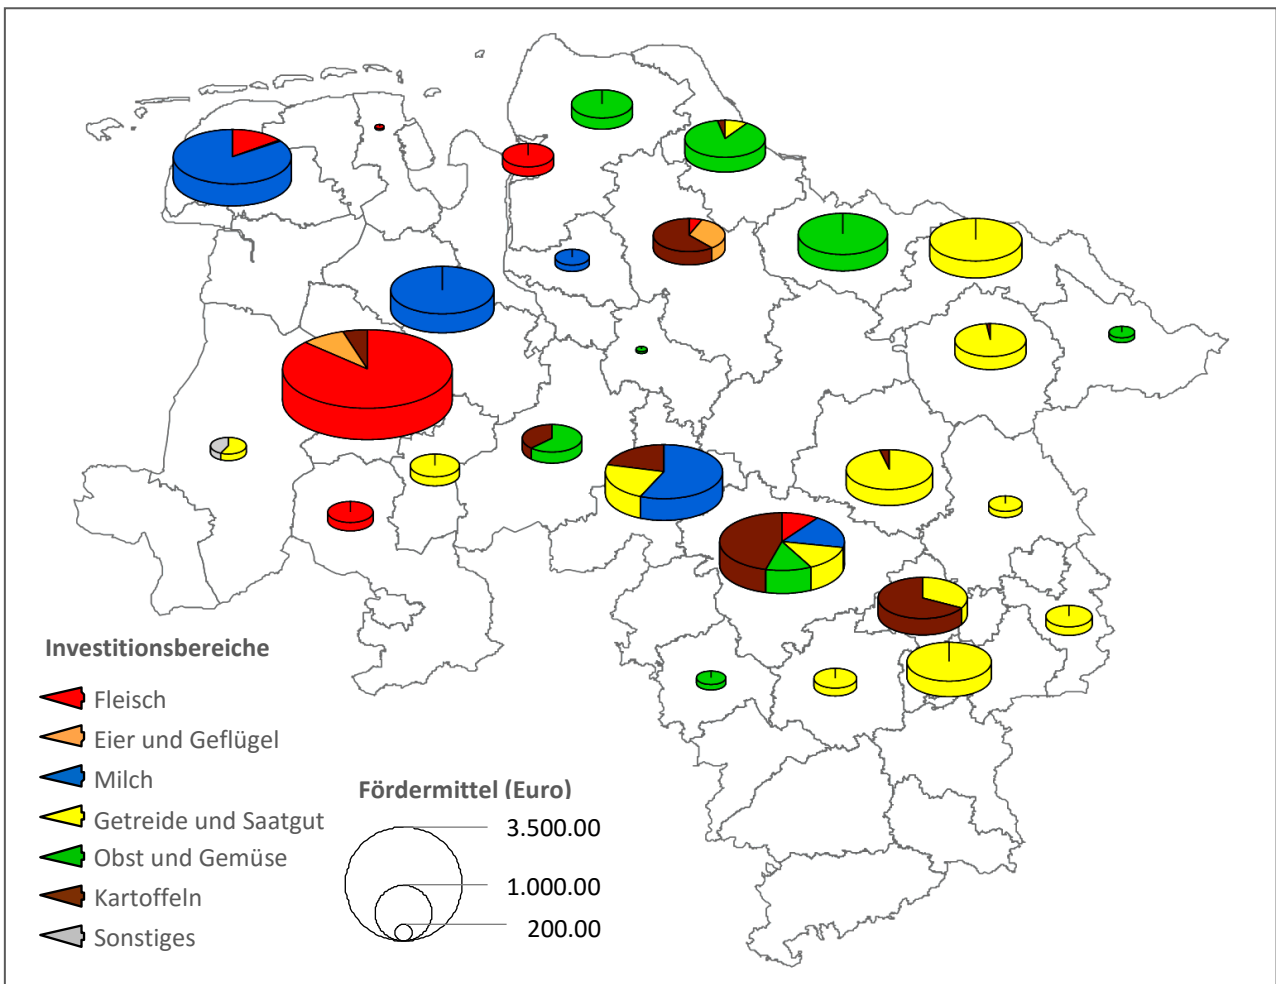 Investitionsbereiche
Fleisch
Eier und Geflügel
Milch
Getreide und Saatgut
Obst und Gemüse
Kartoffeln
Sonstiges
Fördermittel (Euro)
3.500.00
1.000.00
200.00